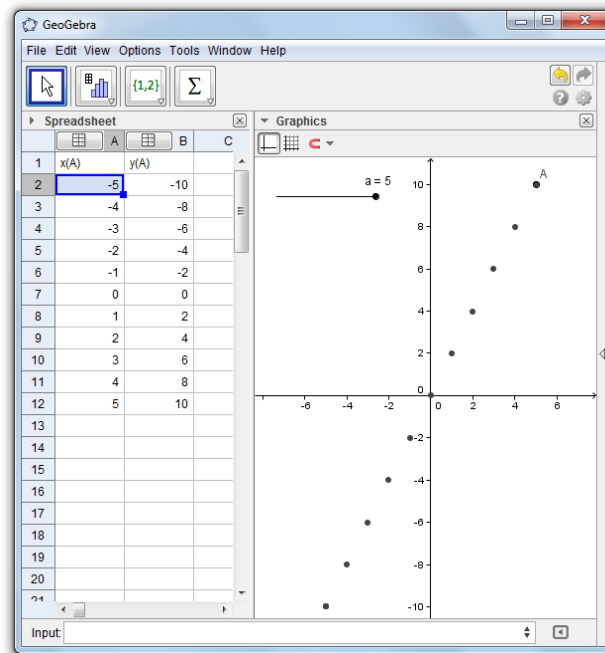 GeoGebra
File Edit View Options Tools Window Help
{1,2} Σ
Spreadsheet
A B C
1 x(A) y(A)
2 -5 -10
3 -4 -8
4 -3 -6
5 -2 -4
6 -1 -2
7 0 0
8 1 2
9 2 4
10 3 6
11 4 8
12 5 10
13
14
15
16
17
18
19
20
21
Graphics
a = 5
A
10
8
6
4
2
0
-6 -4 -2 0 2 4 6
-2
-4
-6
-8
-10
Input: